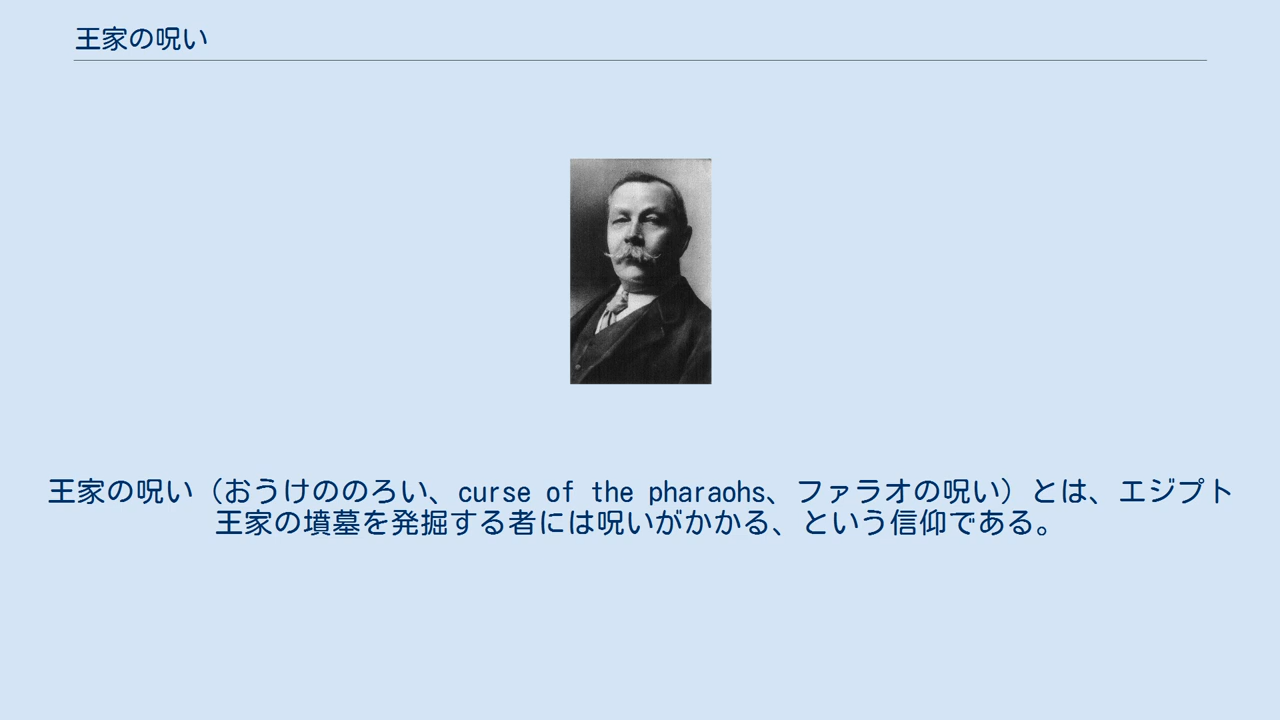 王家の呪い
王家の呪い（おうけののろい、curse of the pharaohs、ファラオの呪い）とは、エジプト
王家の墳墓を発掘する者には呪いがかかる、という信仰である。